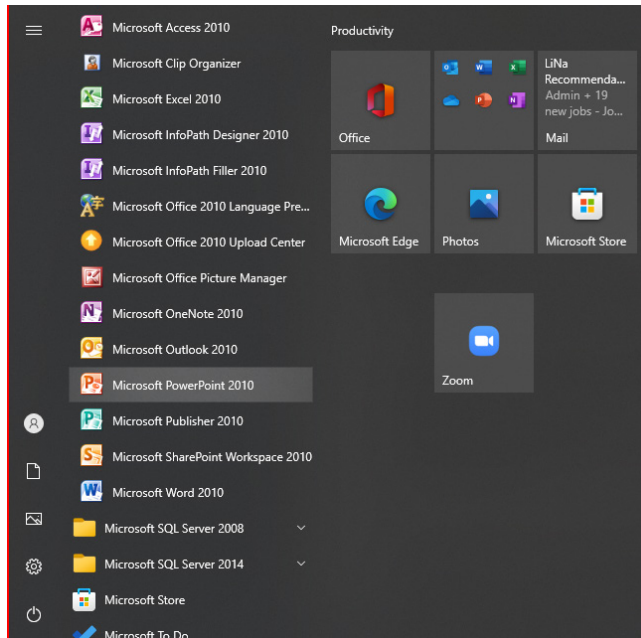 Microsoft Access 2010
Microsoft Clip Organizer
Microsoft Excel 2010
Microsoft InfoPath Designer 2010
Microsoft InfoPath Filler 2010
Microsoft Office 2010 Language Pre...
Microsoft Office 2010 Upload Center
Microsoft Office Picture Manager
Microsoft OneNote 2010
Microsoft Outlook 2010
Microsoft PowerPoint 2010
Microsoft Publisher 2010
Microsoft SharePoint Workspace 2010
Microsoft Word 2010
Microsoft SQL Server 2008
Microsoft SQL Server 2014
Microsoft Store
Microsoft To Do
Productivity
Office
LiNa
Recommenda...
Admin + 19
new jobs - Jo...
Mail
Microsoft Edge
Photos
Microsoft Store
Zoom